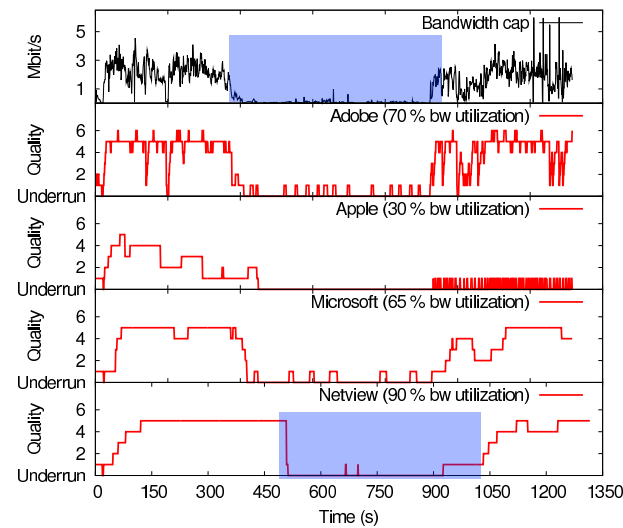 Bandwidth cap
Mbit/s
5
3
1
Adobe (70 % bw utilization)
Quality
6
4
2
Underrun
Apple (30 % bw utilization)
Quality
6
4
2
Underrun
Microsoft (65 % bw utilization)
Quality
6
4
2
Underrun
Netview (90 % bw utilization)
Quality
6
4
2
Underrun
0 150 300 450 600 750 900 1050 1200 1350
Time (s)